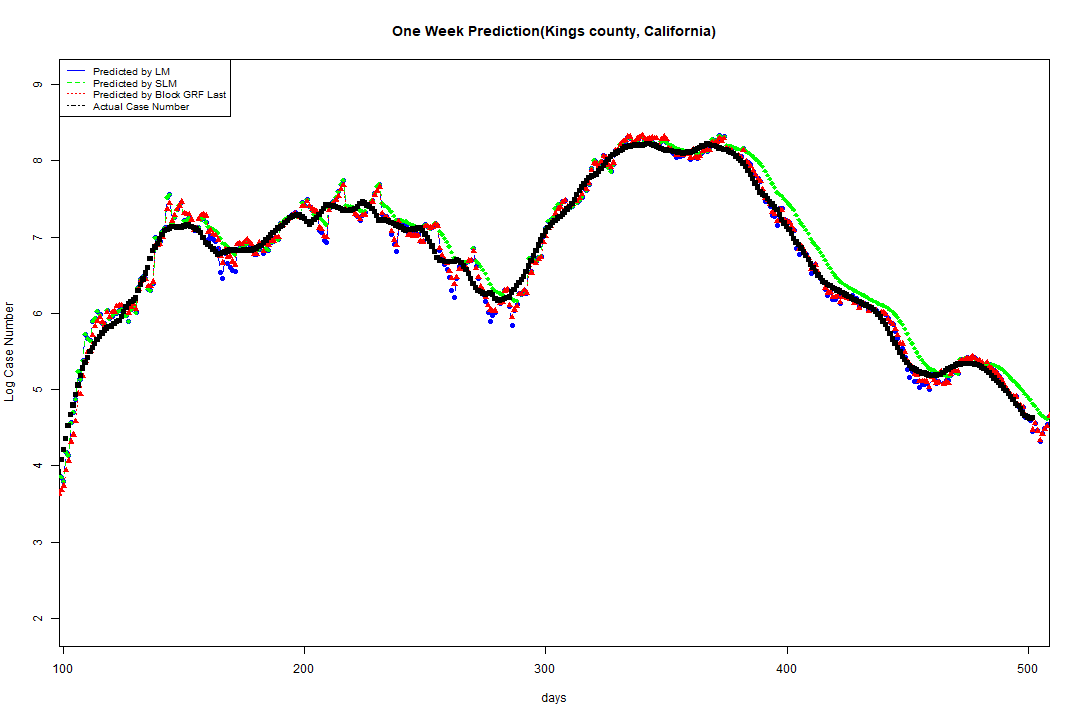 One Week Prediction(Kings county, California)
Predicted by LM
Predicted by SLM
Predicted by Block GRF Last
Actual Case Number
9
8
7
6
5
4
3
2
Log Case Number
100 200 300 400 500
days